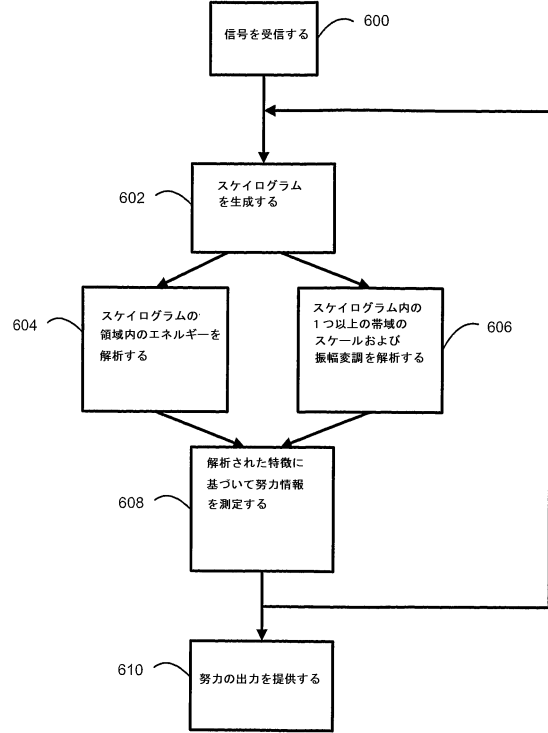 信号を受信する
600
スケイログラム
を生成する
602
スケイログラムの
領域内のエネルギーを
解析する
604
スケイログラム内の
1つ以上の帯域の
スケールおよび
振幅変調を解析する
606
解析された特徴に
基づいて努力情報
を測定する
608
努力の出力を提供する
610